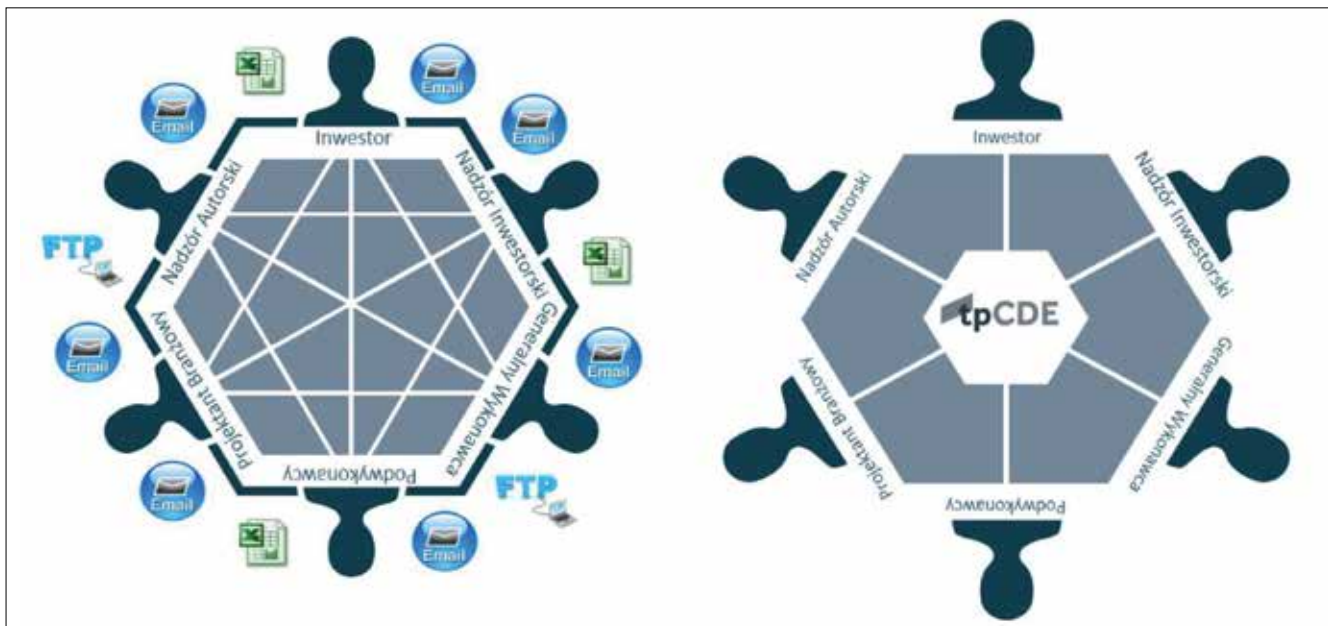 Email
Email
Email
Inwestor
Nadzór Autorski
Nadzór Inwestorski
FTP
Email
Email
Projektant Branżowy
Generalny Wykonawca
Podwykonawcy
Email
FTP
Email
Inwestor
Nadzór Autorski
Nadzór Inwestorski
tpCDE
Projektant Branżowy
Generalny Wykonawca
Podwykonawcy